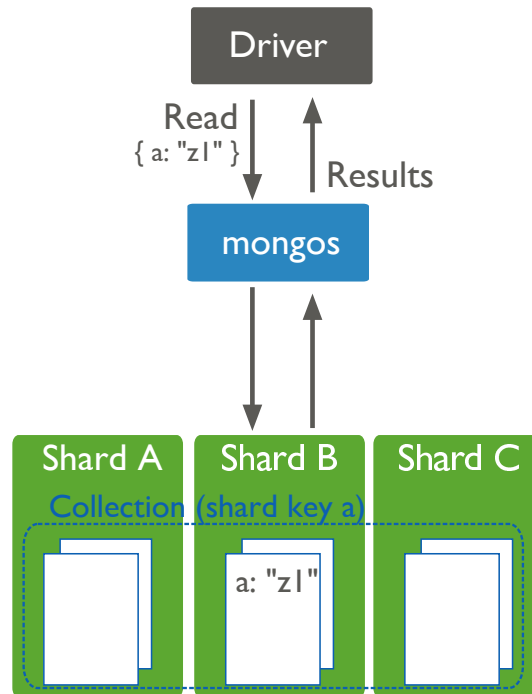 Driver
Read
{ a: "z1" }
Results
mongos
Shard A
Shard B
Shard C
Collection (shard key a)
a: "z1"